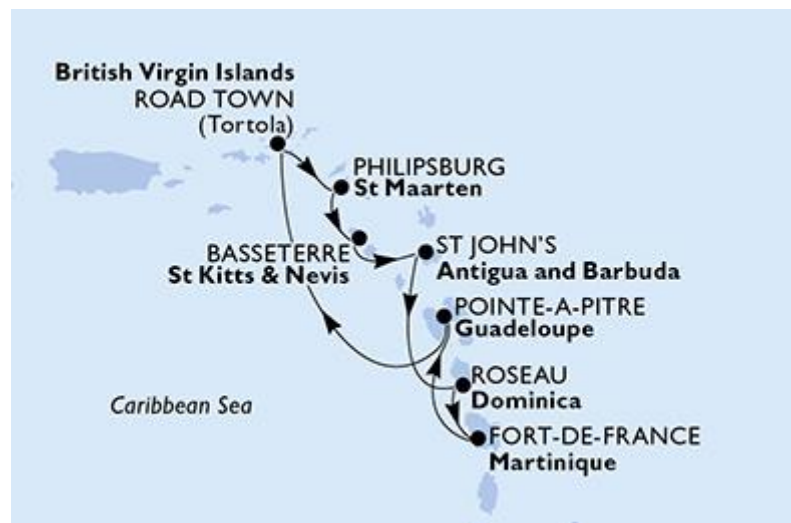 British Virgin Islands
ROAD TOWN
(Tortola)
PHILIPSBURG
St Maarten
BASSETERRE
St Kitts & Nevis
ST JOHN'S
Antigua and Barbuda
POINTE-A-PITRE
Guadeloupe
ROSEAU
Dominica
Caribbean Sea
FORT-DE-FRANCE
Martinique